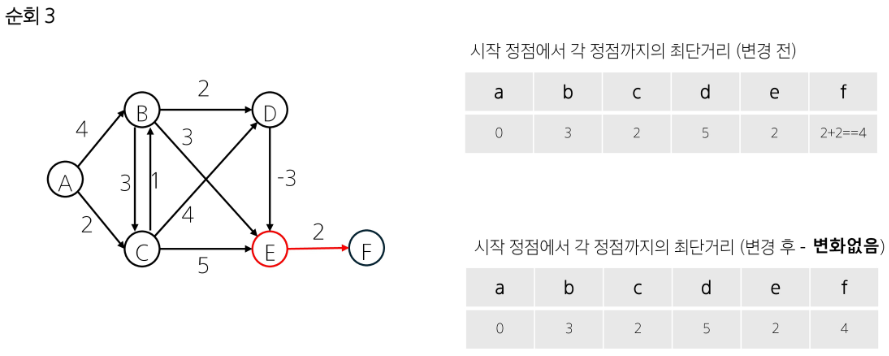 순회 3
시작 정점에서 각 정점까지의 최단거리 (변경 전)
a b c d e f
0 3 2 5 2 2+2==4
2
B D
4 3
A 3 1 -3
2 4 2
C E F
5
시작 정점에서 각 정점까지의 최단거리 (변경 후 - 변화없음)
a b c d e f
0 3 2 5 2 4